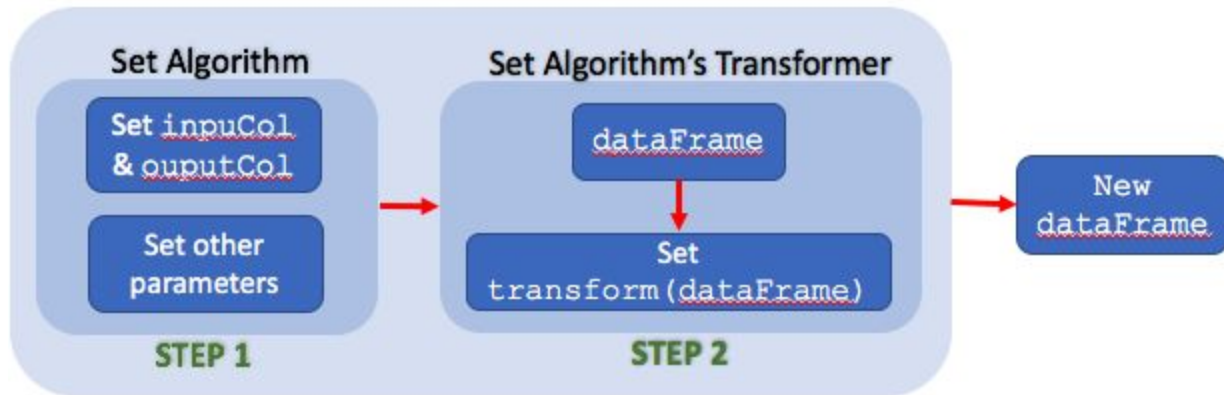 Set Algorithm
Set inpuCol
& ouputCol
Set other
parameters
STEP 1
Set Algorithm's Transformer
dataFrame
Set
transform(dataFrame)
STEP 2
New
dataFrame